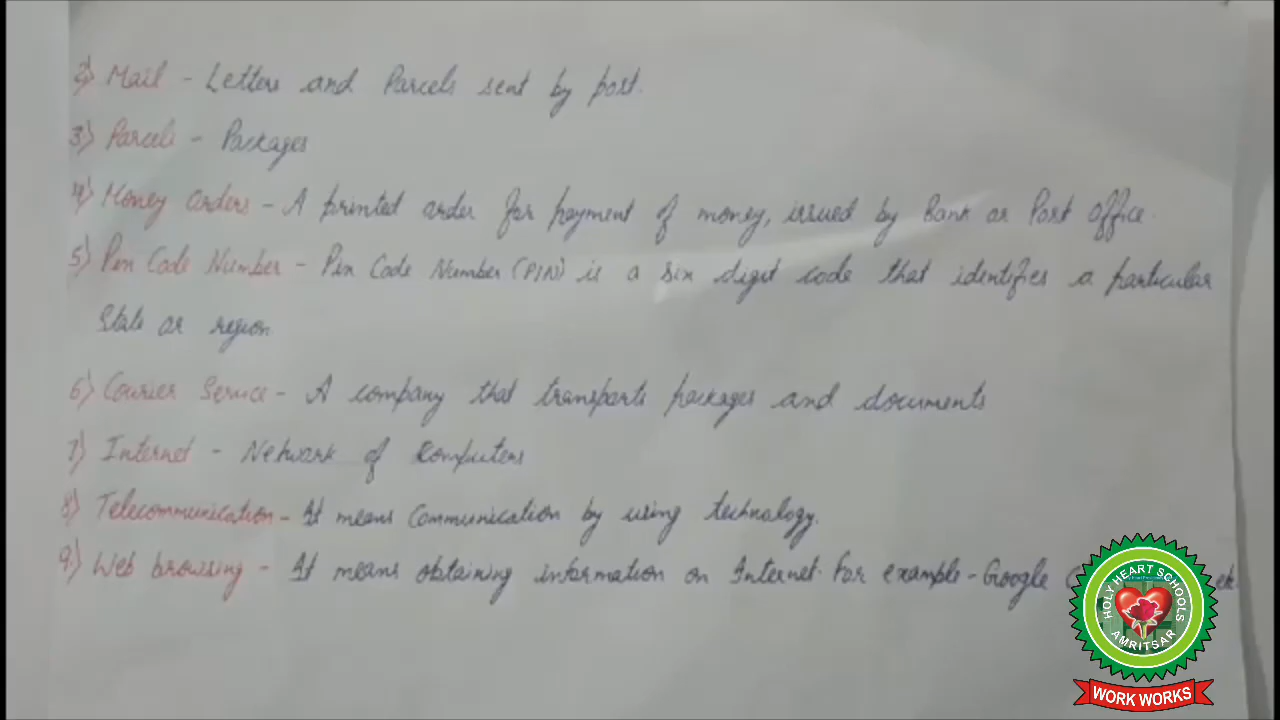 2) Mail - Letters and Parcels sent by post.
3) Parcels - Packages
4) Money Orders - A printed order for payment of money, issued by Bank or Post Office.
5) Pin Code Number - Pin Code Number (PIN) is a six digit code that identifies a particular
State or region
6) Courier Service - A company that transports packages and documents
7) Internet - Network of Computers
8) Telecommunication - It means Communication by using technology.
9) Web browsing - It means obtaining information on Internet. For example - Google
HOLY HEART SCHOOLS
AMRITSAR
WORK WORKS